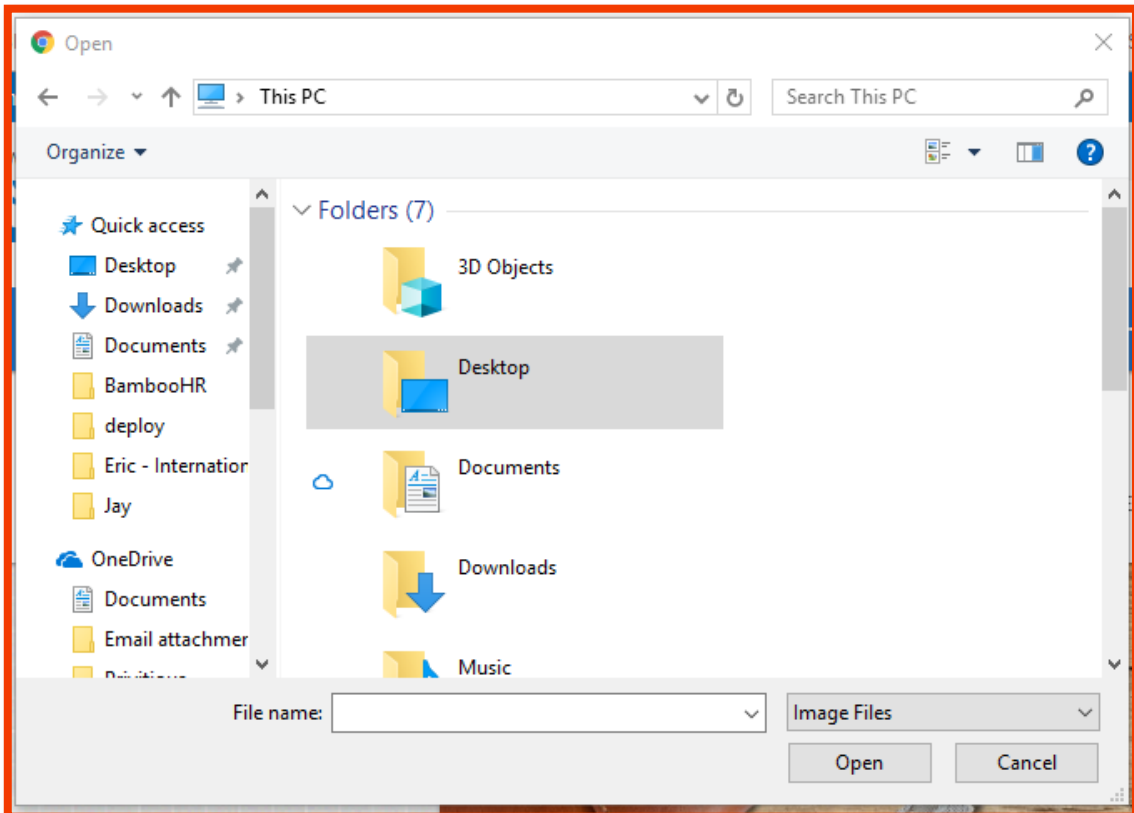 Open
This PC
Search This PC
Organize
Quick access
Desktop
Downloads
Documents
BambooHR
deploy
Eric - Internation
Jay
OneDrive
Documents
Email attachmer
Folders (7)
3D Objects
Desktop
Documents
Downloads
Music
File name:
Image Files
Open
Cancel